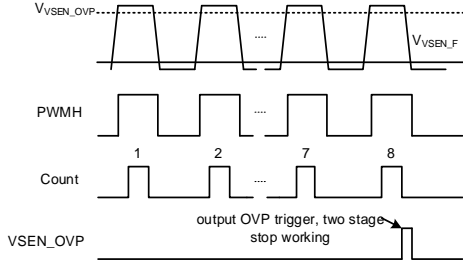 VVSEN_OVP
....
VVSEN_F
PWMH
....
1 2 7 8
Count
....
output OVP trigger, two stage
stop working
VSEN_OVP